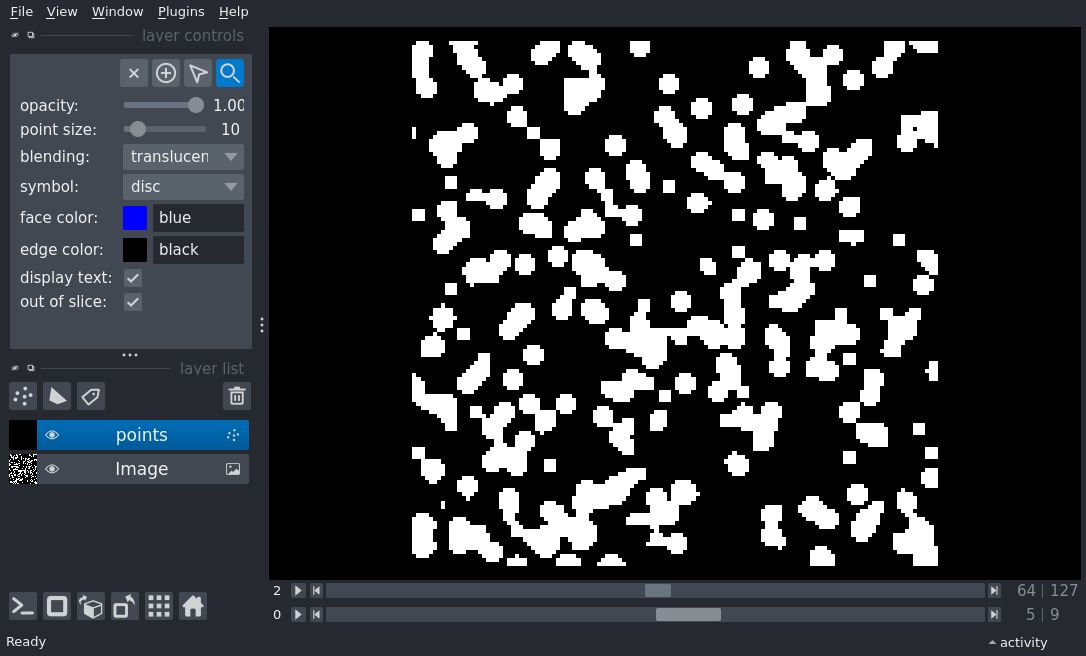 File View Window Plugins Help
layer controls
opacity: 1.00
point size: 10
blending: translucen
symbol: disc
face color: blue
edge color: black
display text:
out of slice:
layer list
points
Image
2 64 | 127
0 5 | 9
Ready activity